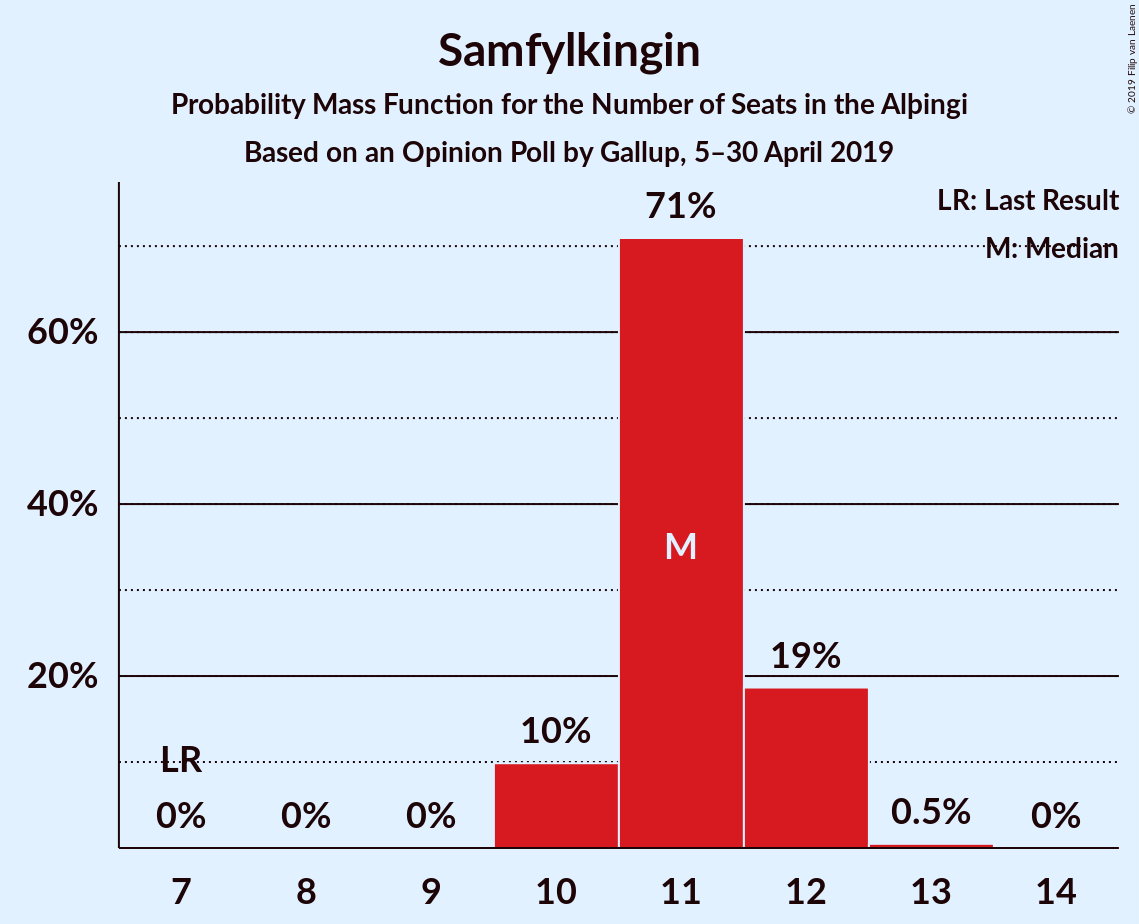 Samfylkingin
Probability Mass Function for the Number of Seats in the Alþingi
Based on an Opinion Poll by Gallup, 5–30 April 2019
© 2019 Filip van Laenen
LR: Last Result
M: Median
71%
60%
40%
M
20%
19%
10%
LR
0%
0%
0%
0.5%
0%
7
8
9
10
11
12
13
14